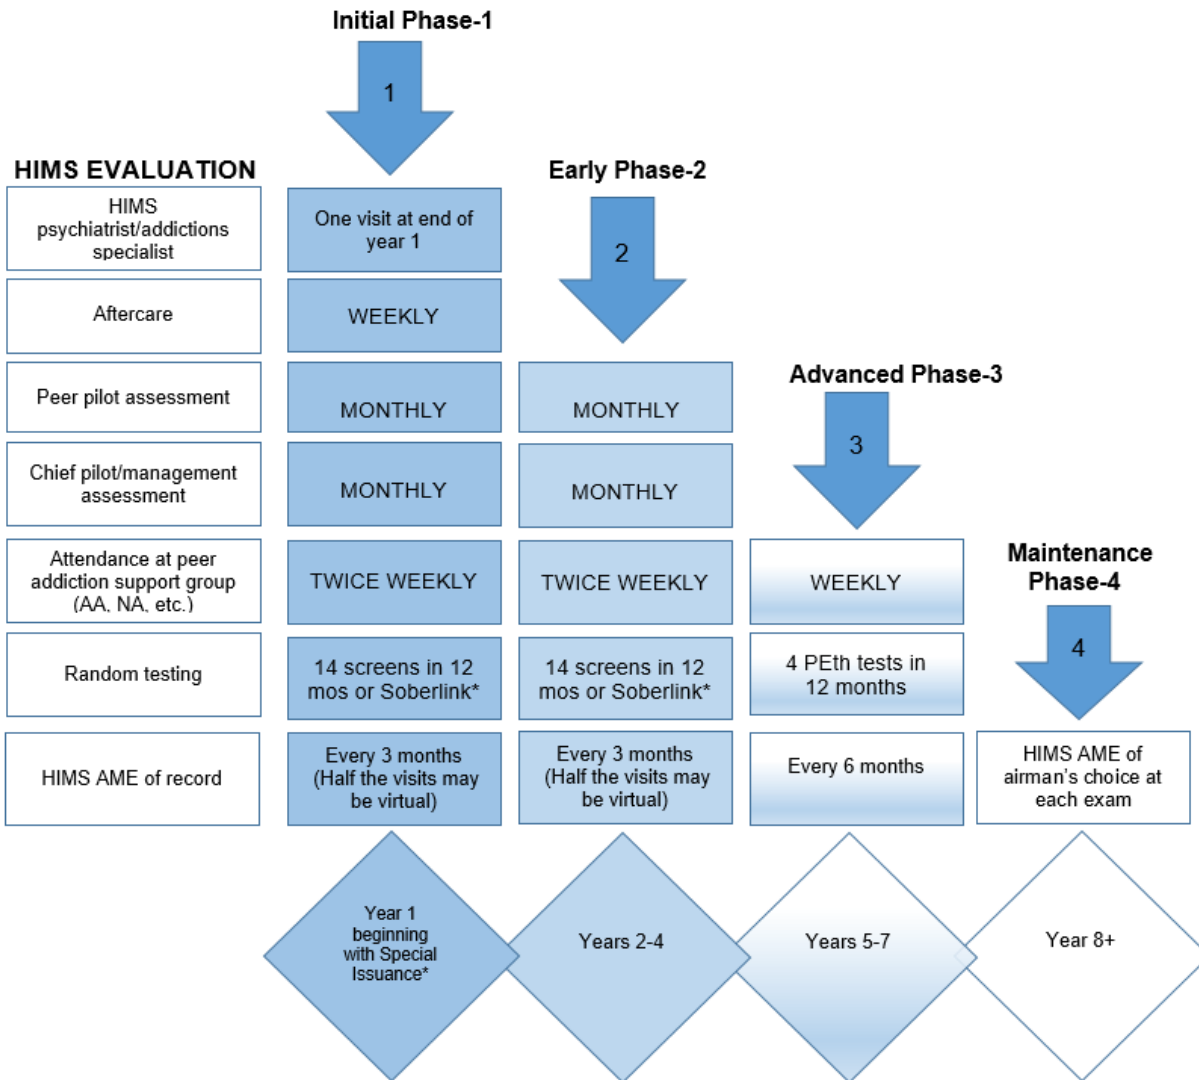 Initial Phase-1
1
HIMS EVALUATION
Early Phase-2
2
HIMS
psychiatrist/addictions
specialist
One visit at end of
year 1
Aftercare
WEEKLY
Advanced Phase-3
3
Peer pilot assessment
MONTHLY
MONTHLY
Chief pilot/management
assessment
MONTHLY
MONTHLY
Maintenance
Phase-4
4
Attendance at peer
addiction support group
(AA, NA, etc.)
TWICE WEEKLY
TWICE WEEKLY
WEEKLY
Random testing
14 screens in 12
mos or Soberlink*
14 screens in 12
mos or Soberlink*
4 PEth tests in
12 months
HIMS AME of record
Every 3 months
(Half the visits may
be virtual)
Every 3 months
(Half the visits may
be virtual)
Every 6 months
HIMS AME of
airman's choice at
each exam
Year 1
beginning
with Special
Issuance*
Years 2-4
Years 5-7
Year 8+